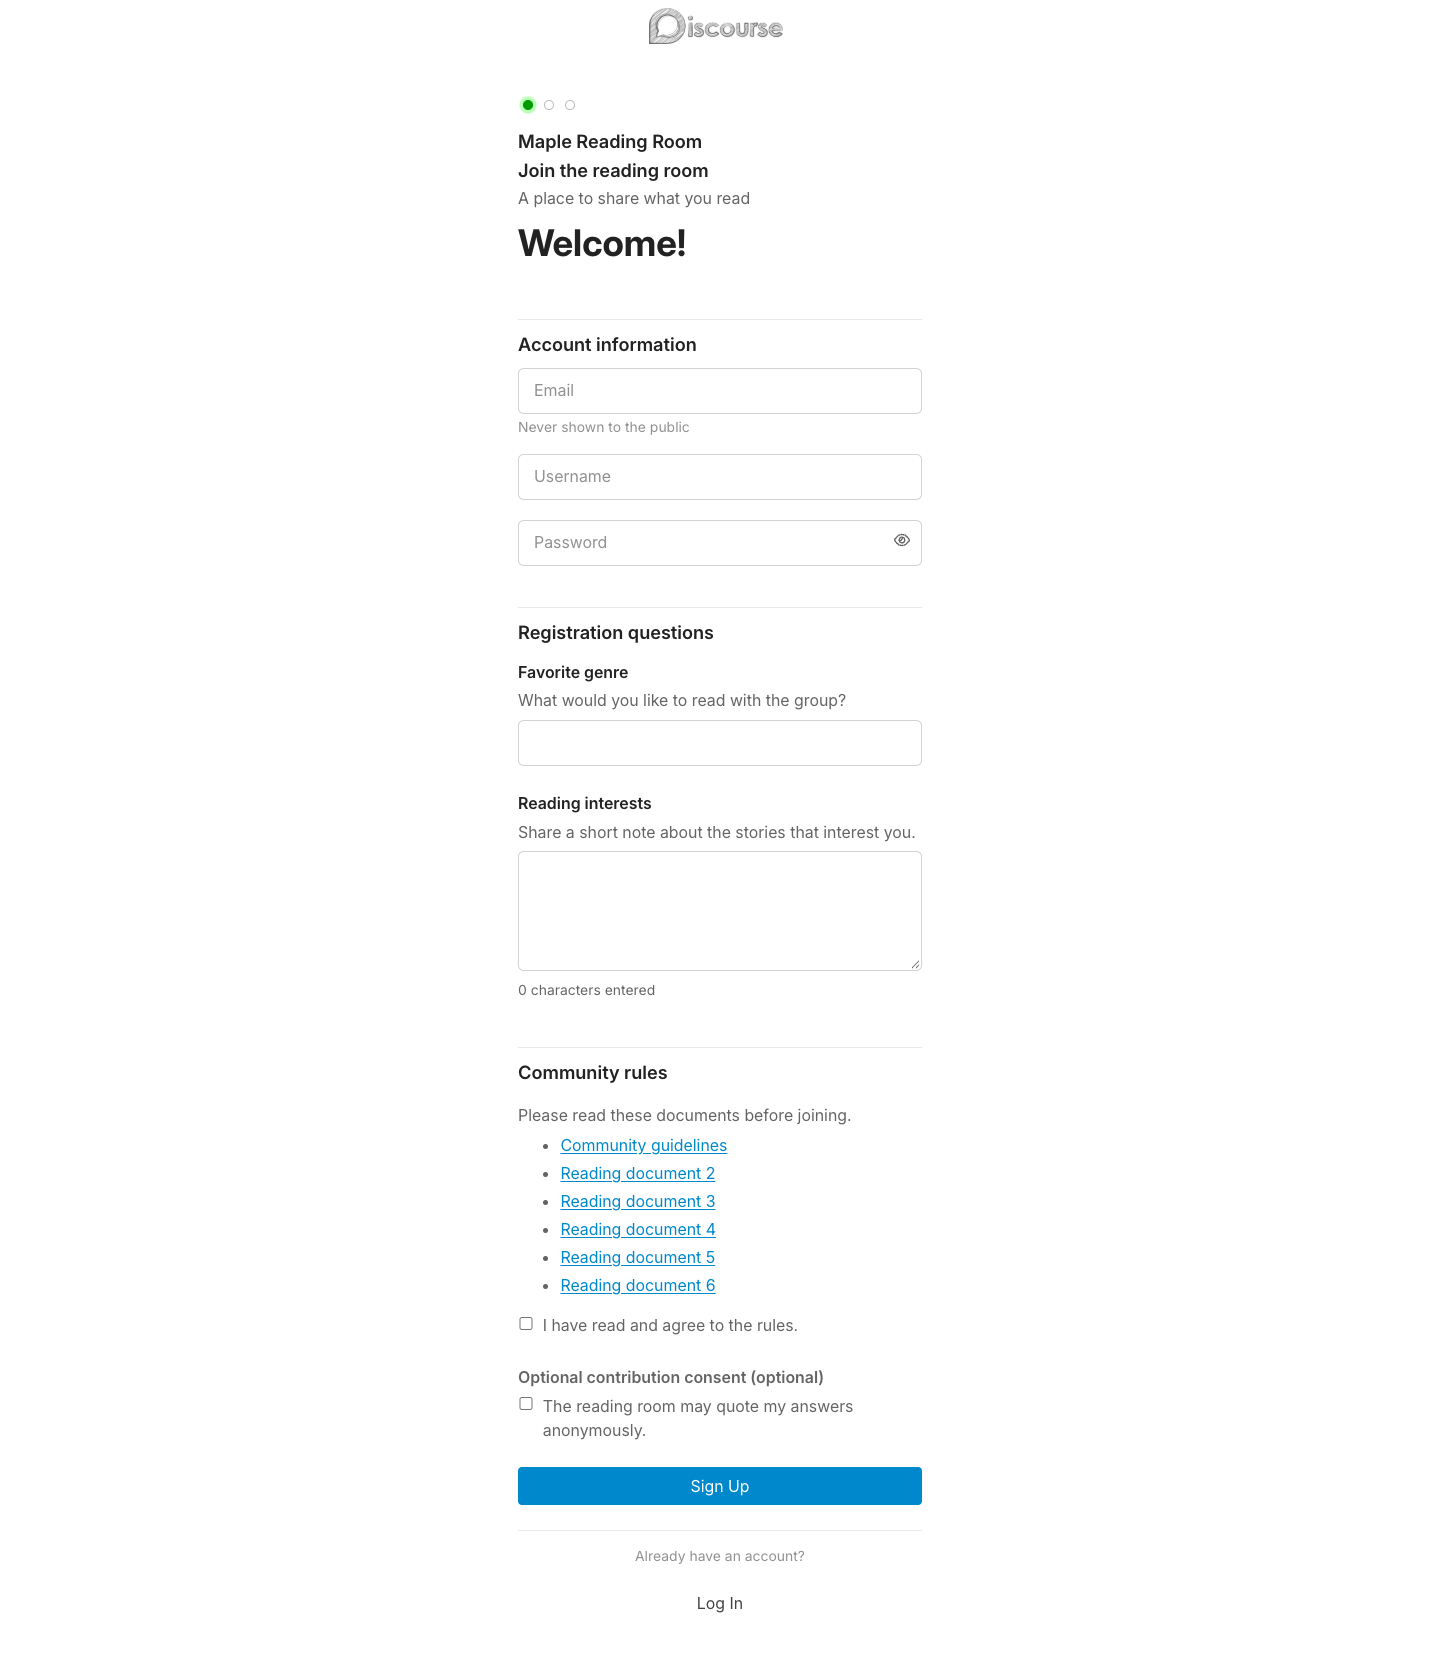 Discourse
Maple Reading Room
Join the reading room
A place to share what you read
Welcome!
Account information
Email
Never shown to the public
Username
Password
Registration questions
Favorite genre
What would you like to read with the group?
Reading interests
Share a short note about the stories that interest you.
0 characters entered
Community rules
Please read these documents before joining.
Community guidelines
Reading document 2
Reading document 3
Reading document 4
Reading document 5
Reading document 6
I have read and agree to the rules.
Optional contribution consent (optional)
The reading room may quote my answers
anonymously.
Sign Up
Already have an account?
Log In